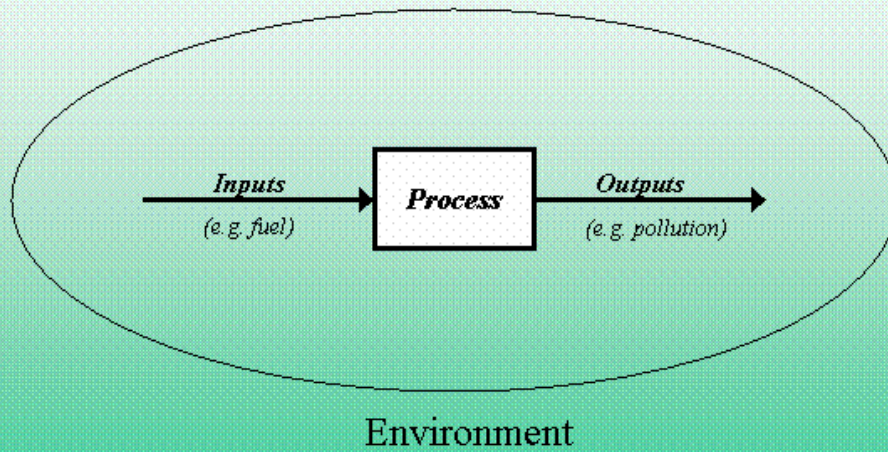 Inputs
(e.g. fuel)
Process
Outputs
(e.g. pollution)
Environment